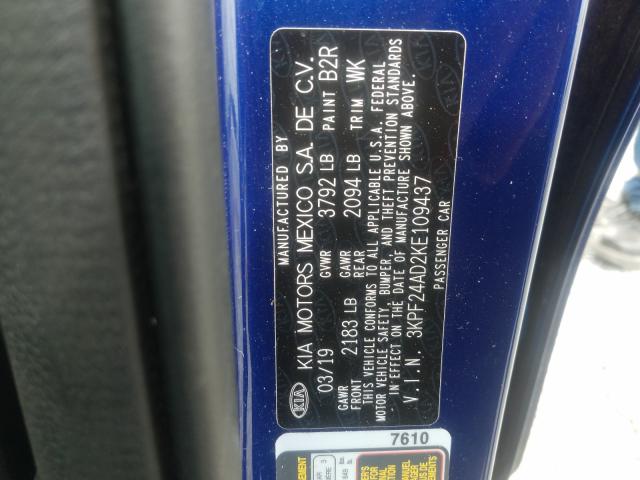 MANUFACTURED BY
KIA KIA MOTORS MEXICO S.A. DE C.V.
03/19 GVWR 3792 LB PAINT B2R
GAWR FRONT 2183 LB GAWR REAR 2094 LB TRIM WK
THIS VEHICLE CONFORMS TO ALL APPLICABLE U.S.A. FEDERAL
MOTOR VEHICLE SAFETY, BUMPER, AND THEFT PREVENTION STANDARDS
IN EFFECT ON THE DATE OF MANUFACTURE SHOWN ABOVE.
V.I.N. 3KPF24AD2KE109437
PASSENGER CAR
7610